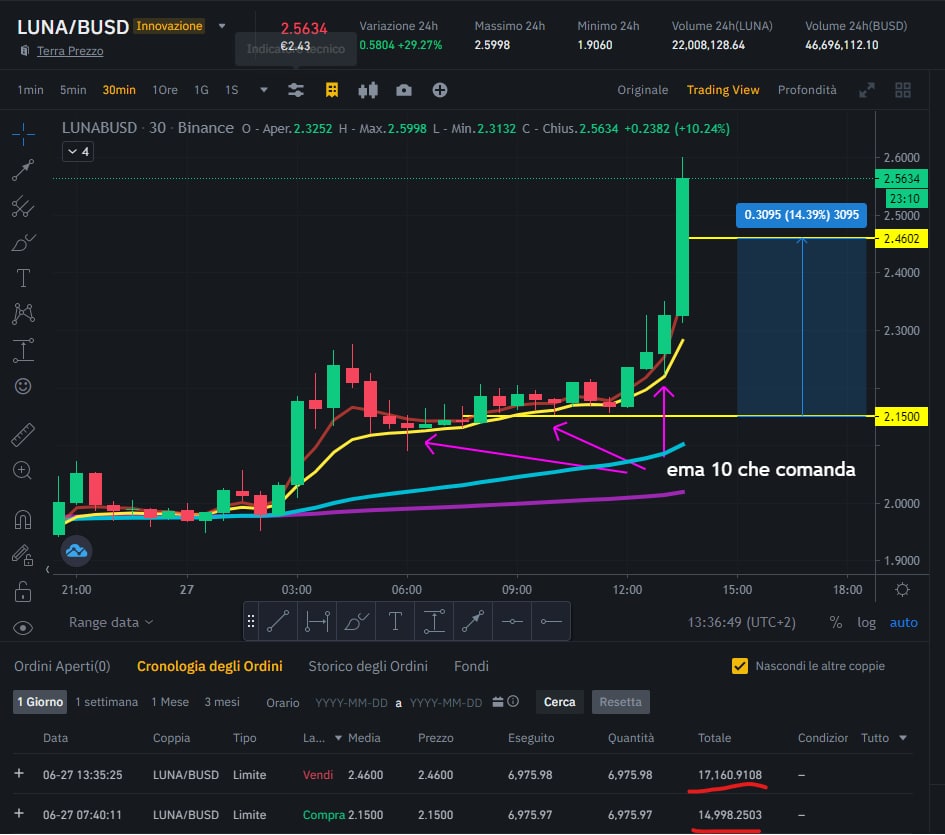 LUNA/BUSD Innovazione 2.5634 Variazione 24h Massimo 24h Minimo 24h Volume 24h(LUNA) Volume 24h(BUSD)
Terra Prezzo Indicatore tecnico €2.43 0.5804 +29.27% 2.5998 1.9060 22,008,128.64 46,696,112.10
1min 5min 30min 1Ore 1G 1S Originale Trading View Profondità
LUNABUSD · 30 · Binance O - Aper.2.3252 H - Max.2.5998 L - Min.2.3132 C - Chius.2.5634 +0.2382 (+10.24%)
4
2.6000
2.5634
23:10
0.3095 (14.39%) 3095
2.5000
2.4602
2.4000
2.3000
2.1500
ema 10 che comanda
2.0000
1.9000
21:00 27 03:00 06:00 09:00 12:00 15:00 18:00
Range data 13:36:49 (UTC+2) % log auto
Ordini Aperti(0) Cronologia degli Ordini Storico degli Ordini Fondi Nascondi le altre coppie
1 Giorno 1 settimana 1 Mese 3 mesi Orario YYYY-MM-DD a YYYY-MM-DD Cerca Resetta
Data Coppia Tipo La... Media Prezzo Eseguito Quantità Totale Condizior Tutto
+ 06-27 13:35:25 LUNA/BUSD Limite Vendi 2.4600 2.4600 6,975.98 6,975.98 17,160.9108 –
+ 06-27 07:40:11 LUNA/BUSD Limite Compra 2.1500 2.1500 6,975.97 6,975.97 14,998.2503 –